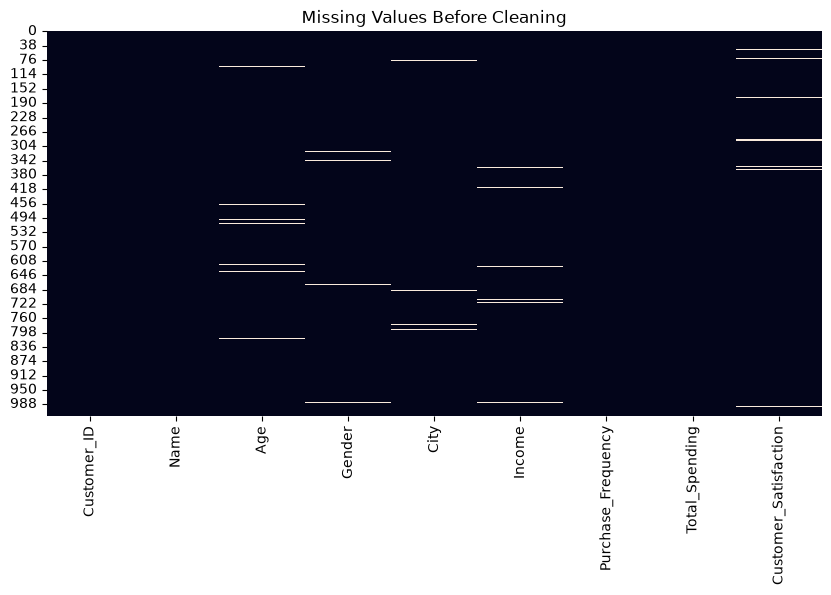 Missing Values Before Cleaning
0
38
76
114
152
190
228
266
304
342
380
418
456
494
532
570
608
646
684
722
760
798
836
874
912
950
988
Customer_ID
Name
Age
Gender
City
Income
Purchase_Frequency
Total_Spending
Customer_Satisfaction